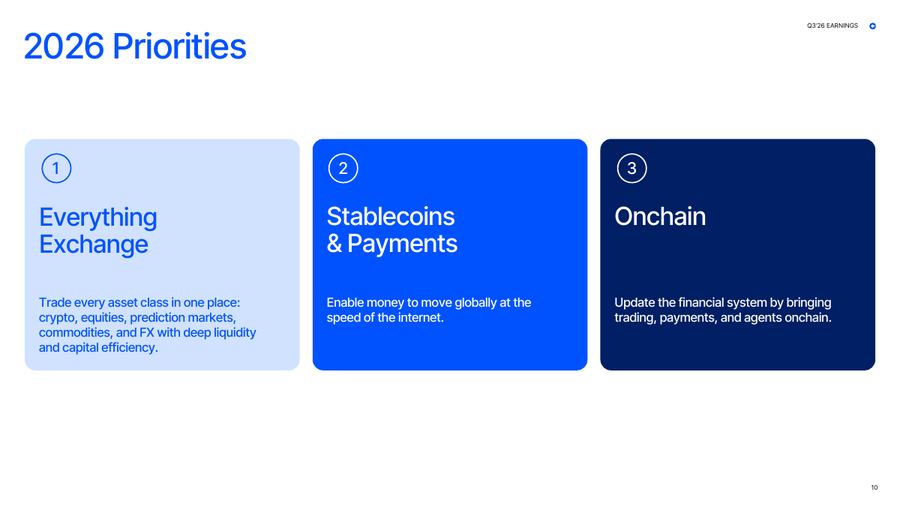 Q3'26 EARNINGS
2026 Priorities
1
Everything
Exchange
Trade every asset class in one place:
crypto, equities, prediction markets,
commodities, and FX with deep liquidity
and capital efficiency.
2
Stablecoins
& Payments
Enable money to move globally at the
speed of the internet.
3
Onchain
Update the financial system by bringing
trading, payments, and agents onchain.
10